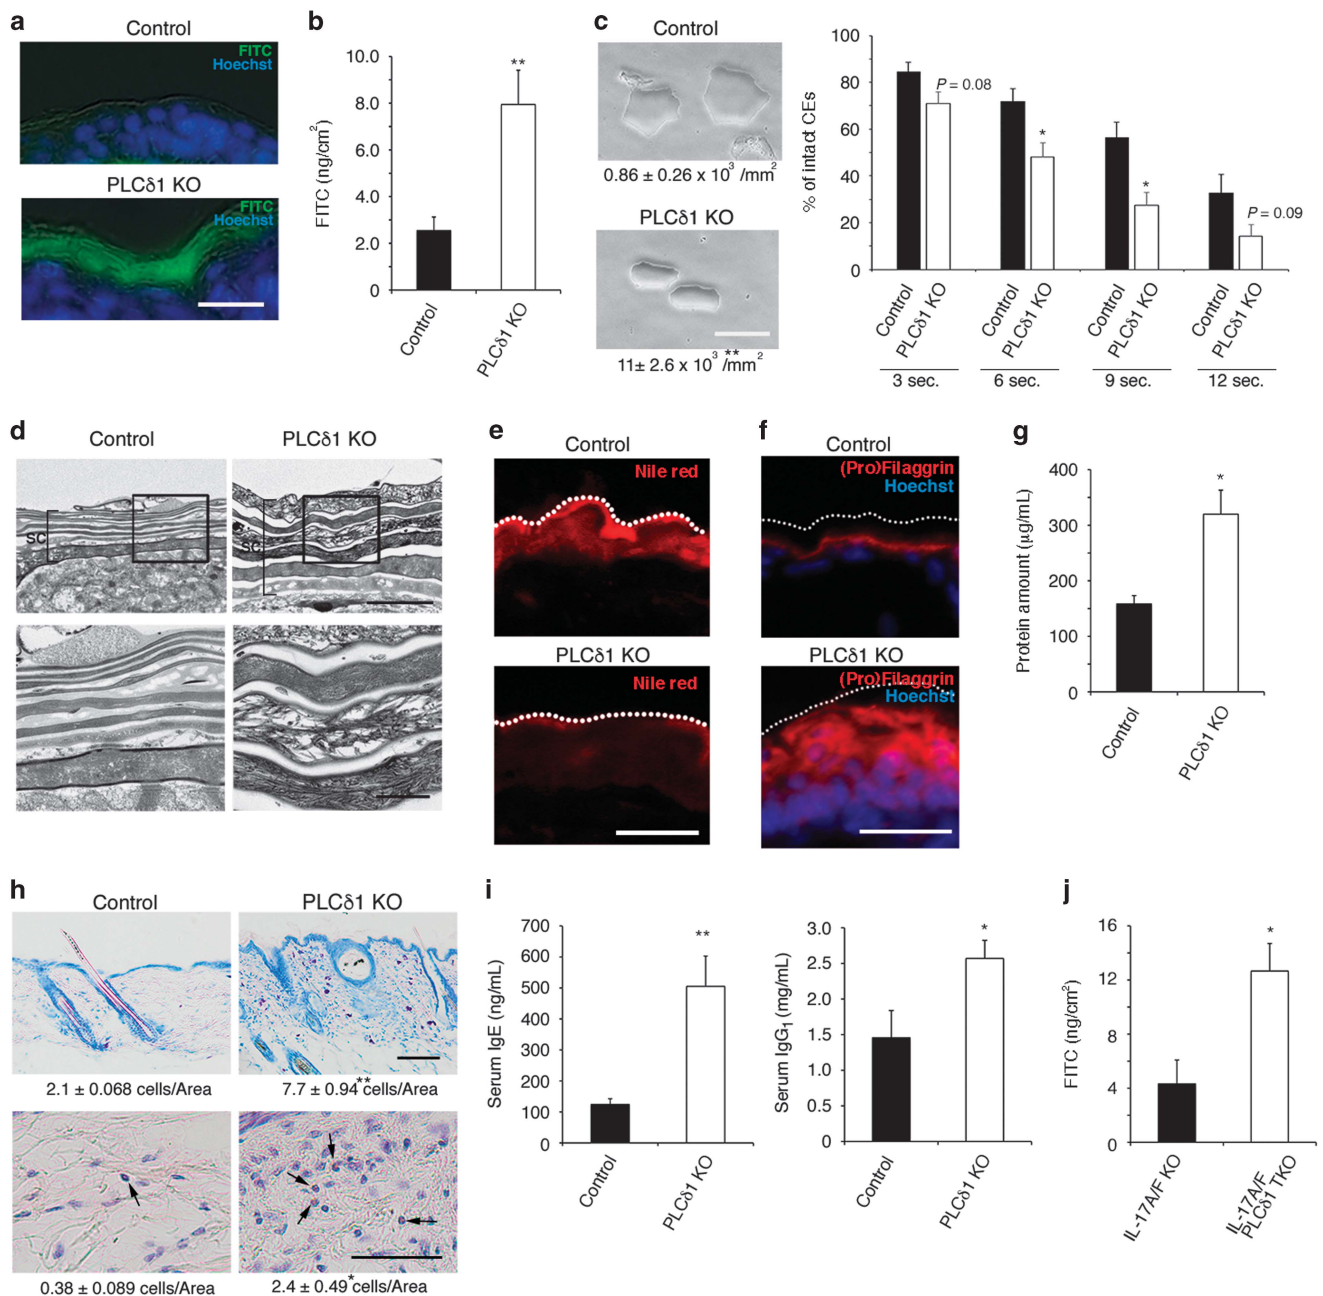 a
Control
FITC
Hoechst
PLCδ1 KO
FITC
Hoechst
b
FITC (ng/cm²)
10.0
8.0
6.0
4.0
2.0
0
**
Control
PLCδ1 KO
c
Control
0.86 ± 0.26 x 10³ /mm²
PLCδ1 KO
11± 2.6 x 10³ **/mm²
% of intact CEs
100
80
60
40
20
0
P = 0.08
*
*
P = 0.09
Control
PLCδ1 KO
Control
PLCδ1 KO
Control
PLCδ1 KO
Control
PLCδ1 KO
3 sec.
6 sec.
9 sec.
12 sec.
d
Control
PLCδ1 KO
SC
SC
e
Control
Nile red
PLCδ1 KO
Nile red
f
Control
(Pro)Filaggrin
Hoechst
PLCδ1 KO
(Pro)Filaggrin
Hoechst
g
Protein amount (μg/mL)
400
300
200
100
0
*
Control
PLCδ1 KO
h
Control
PLCδ1 KO
2.1 ± 0.068 cells/Area
7.7 ± 0.94** cells/Area
0.38 ± 0.089 cells/Area
2.4 ± 0.49* cells/Area
i
Serum IgE (ng/mL)
700
600
500
400
300
200
100
0
**
Control
PLCδ1 KO
Serum IgG₁ (mg/mL)
3.0
2.5
2.0
1.5
1.0
0.5
0
*
Control
PLCδ1 KO
j
FITC (ng/cm²)
16
12
8
4
0
*
IL-17A/F KO
IL-17A/F
PLCδ1 TKO